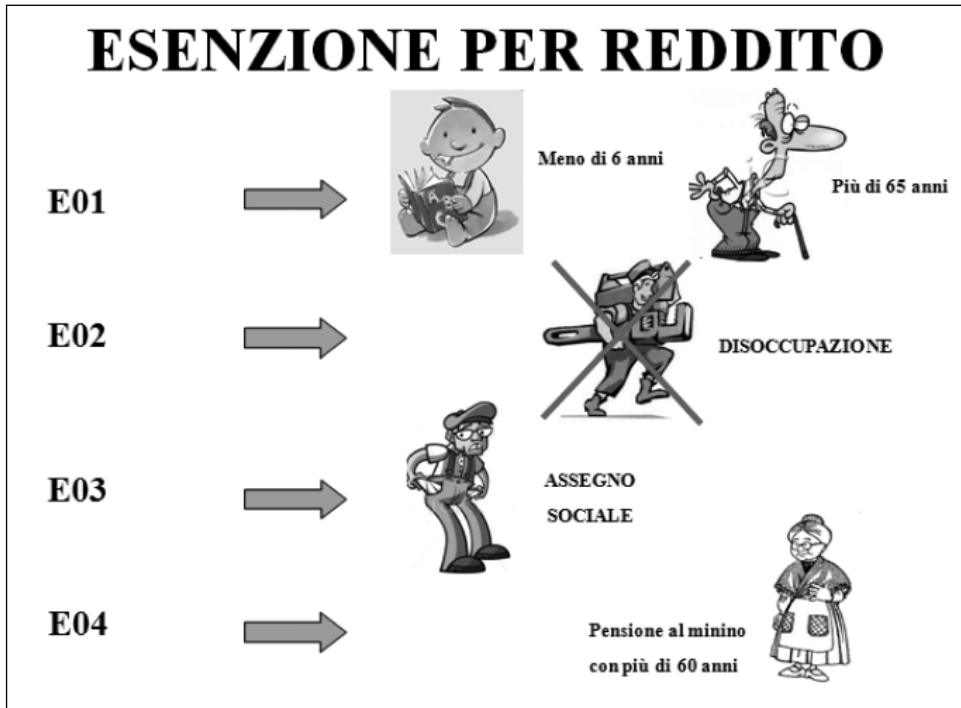 ESENZIONE PER REDDITO
E01
Meno di 6 anni
Più di 65 anni
E02
DISOCCUPAZIONE
E03
ASSEGNO
SOCIALE
E04
Pensione al minino
con più di 60 anni